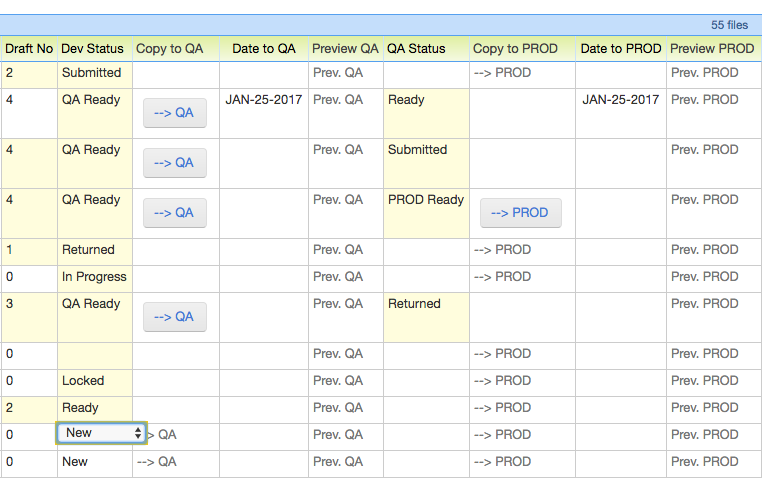 55 files
Draft No Dev Status Copy to QA Date to QA Preview QA QA Status Copy to PROD Date to PROD Preview PROD
2 Submitted Prev. QA --> PROD Prev. PROD
4 QA Ready --> QA JAN-25-2017 Prev. QA Ready JAN-25-2017 Prev. PROD
4 QA Ready --> QA Prev. QA Submitted Prev. PROD
4 QA Ready --> QA Prev. QA PROD Ready --> PROD Prev. PROD
1 Returned Prev. QA --> PROD Prev. PROD
0 In Progress Prev. QA --> PROD Prev. PROD
3 QA Ready --> QA Prev. QA Returned Prev. PROD
0 Prev. QA --> PROD Prev. PROD
0 Locked Prev. QA --> PROD Prev. PROD
2 Ready Prev. QA --> PROD Prev. PROD
0 New > QA Prev. QA --> PROD Prev. PROD
0 New --> QA Prev. QA --> PROD Prev. PROD